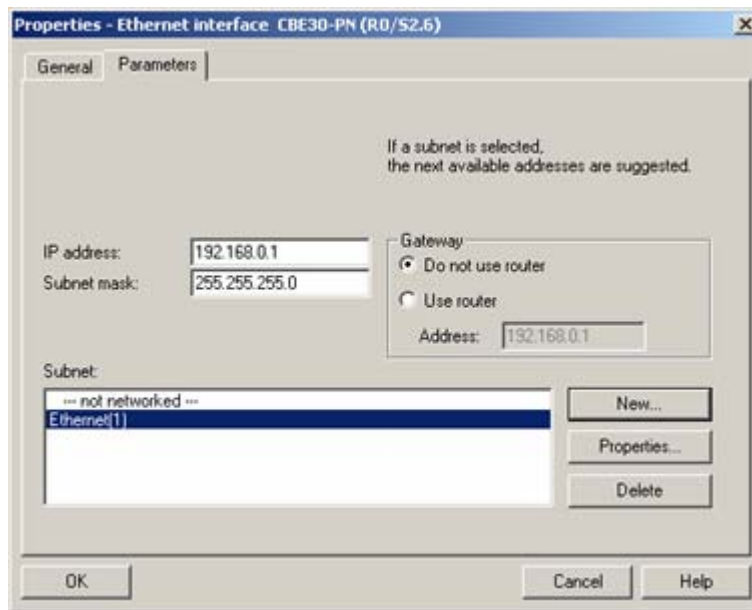 Properties - Ethernet interface CBE30-PN (R0/S2.6)
General
Parameters
If a subnet is selected,
the next available addresses are suggested.
IP address: 192.168.0.1
Subnet mask: 255.255.255.0
Gateway
Do not use router
Use router
Address: 192.168.0.1
Subnet:
--- not networked ---
Ethernet(1)
New...
Properties...
Delete
OK
Cancel
Help